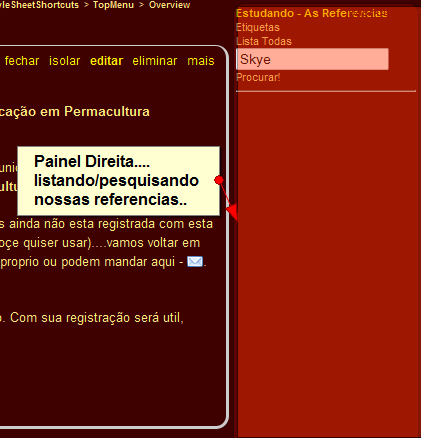 yleSheetShortcuts > TopMenu > Overview
fechar isolar editar eliminar mais
cação em Permacultura
unic
ultu
s ainda não esta registrada com esta
oçe quiser usar)....vamos voltar em
proprio ou podem mandar aqui - .
o. Com sua registração será util,
Painel Direita....
listando/pesquisando
nossas referencias..
Estudando - As Referencias
Etiquetas
Lista Todas
Skye
Procurar!